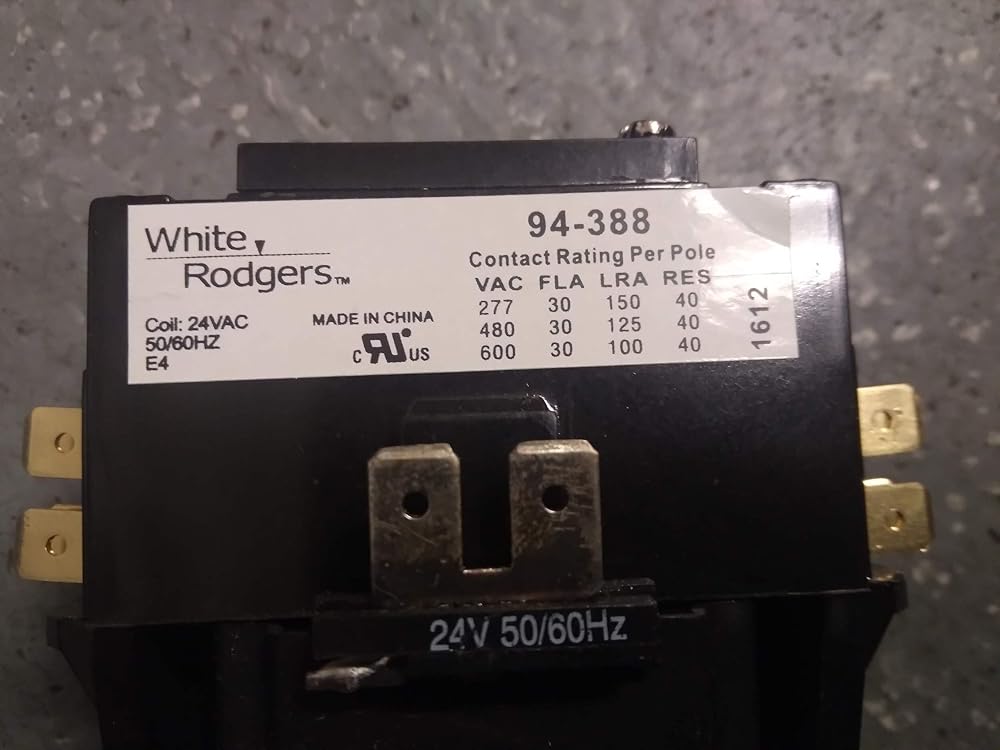 White
Rodgers™
Coil: 24VAC
50/60HZ
E4
MADE IN CHINA
c RU US
94-388
Contact Rating Per Pole
VAC FLA LRA RES
277 30 150 40
480 30 125 40
600 30 100 40
1612
24V 50/60Hz